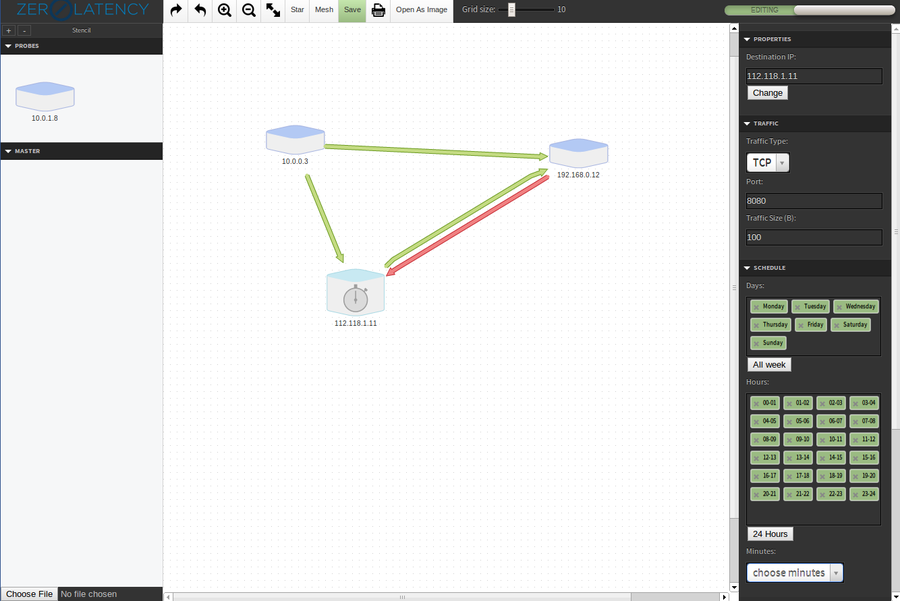 ZERO LATENCY
Star
Mesh
Save
Open As Image
Grid size:
10
EDITING
+
-
Stencil
PROBES
10.0.1.8
MASTER
Choose File
No file chosen
10.0.0.3
192.168.0.12
112.118.1.11
PROPERTIES
Destination IP:
112.118.1.11
Change
TRAFFIC
Traffic Type:
TCP
Port:
8080
Traffic Size (B):
100
SCHEDULE
Days:
Monday Tuesday Wednesday
Thursday Friday Saturday
Sunday
All week
Hours:
00-01 01-02 02-03 03-04
04-05 05-06 06-07 07-08
08-09 09-10 10-11 11-12
12-13 13-14 14-15 15-16
16-17 17-18 18-19 19-20
20-21 21-22 22-23 23-24
24 Hours
Minutes:
choose minutes